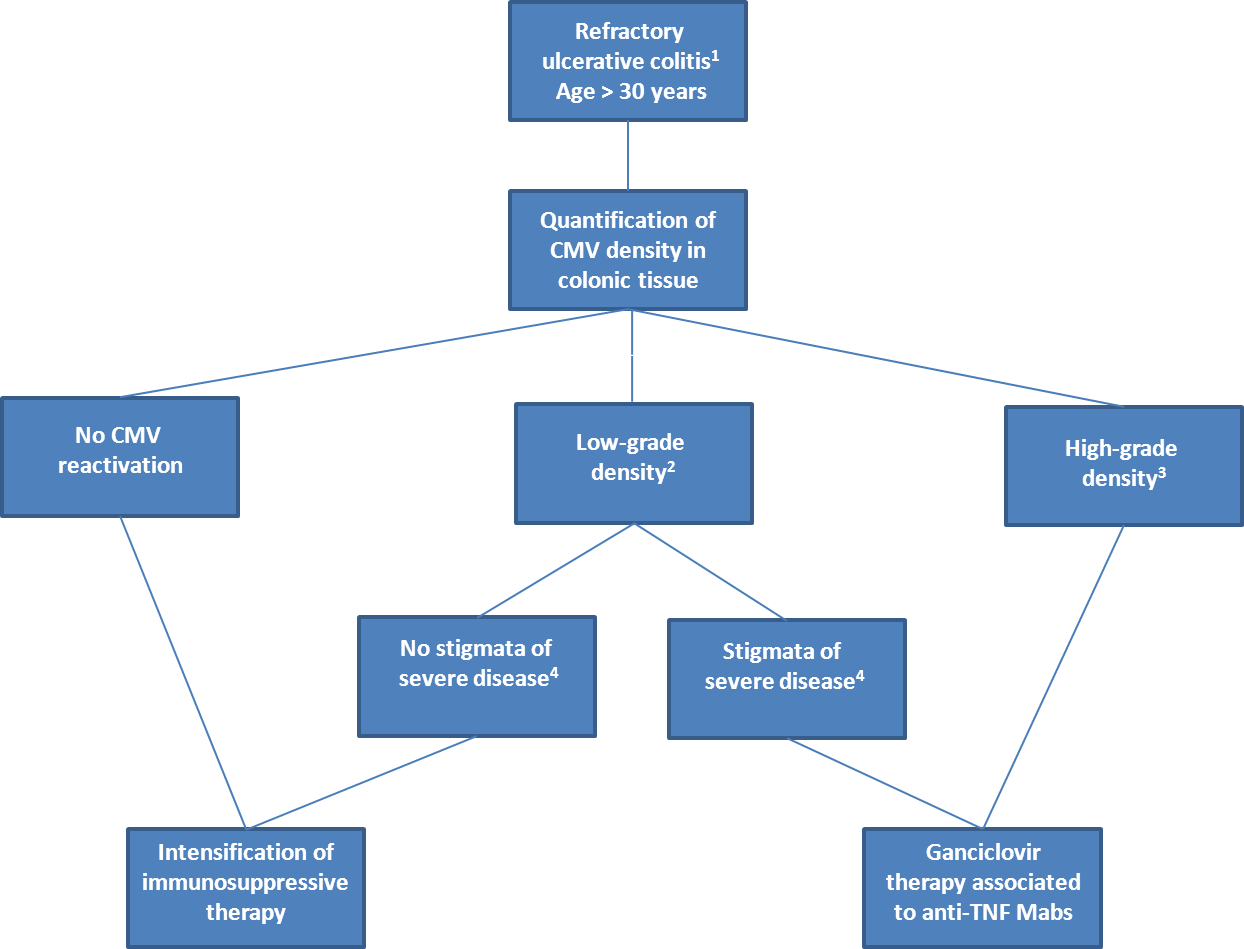 Refractory
ulcerative colitis¹
Age > 30 years
Quantification of
CMV density in
colonic tissue
No CMV
reactivation
Low-grade
density²
High-grade
density³
No stigmata of
severe disease⁴
Stigmata of
severe disease⁴
Intensification of
immunosuppressive
therapy
Ganciclovir
therapy associated
to anti-TNF Mabs